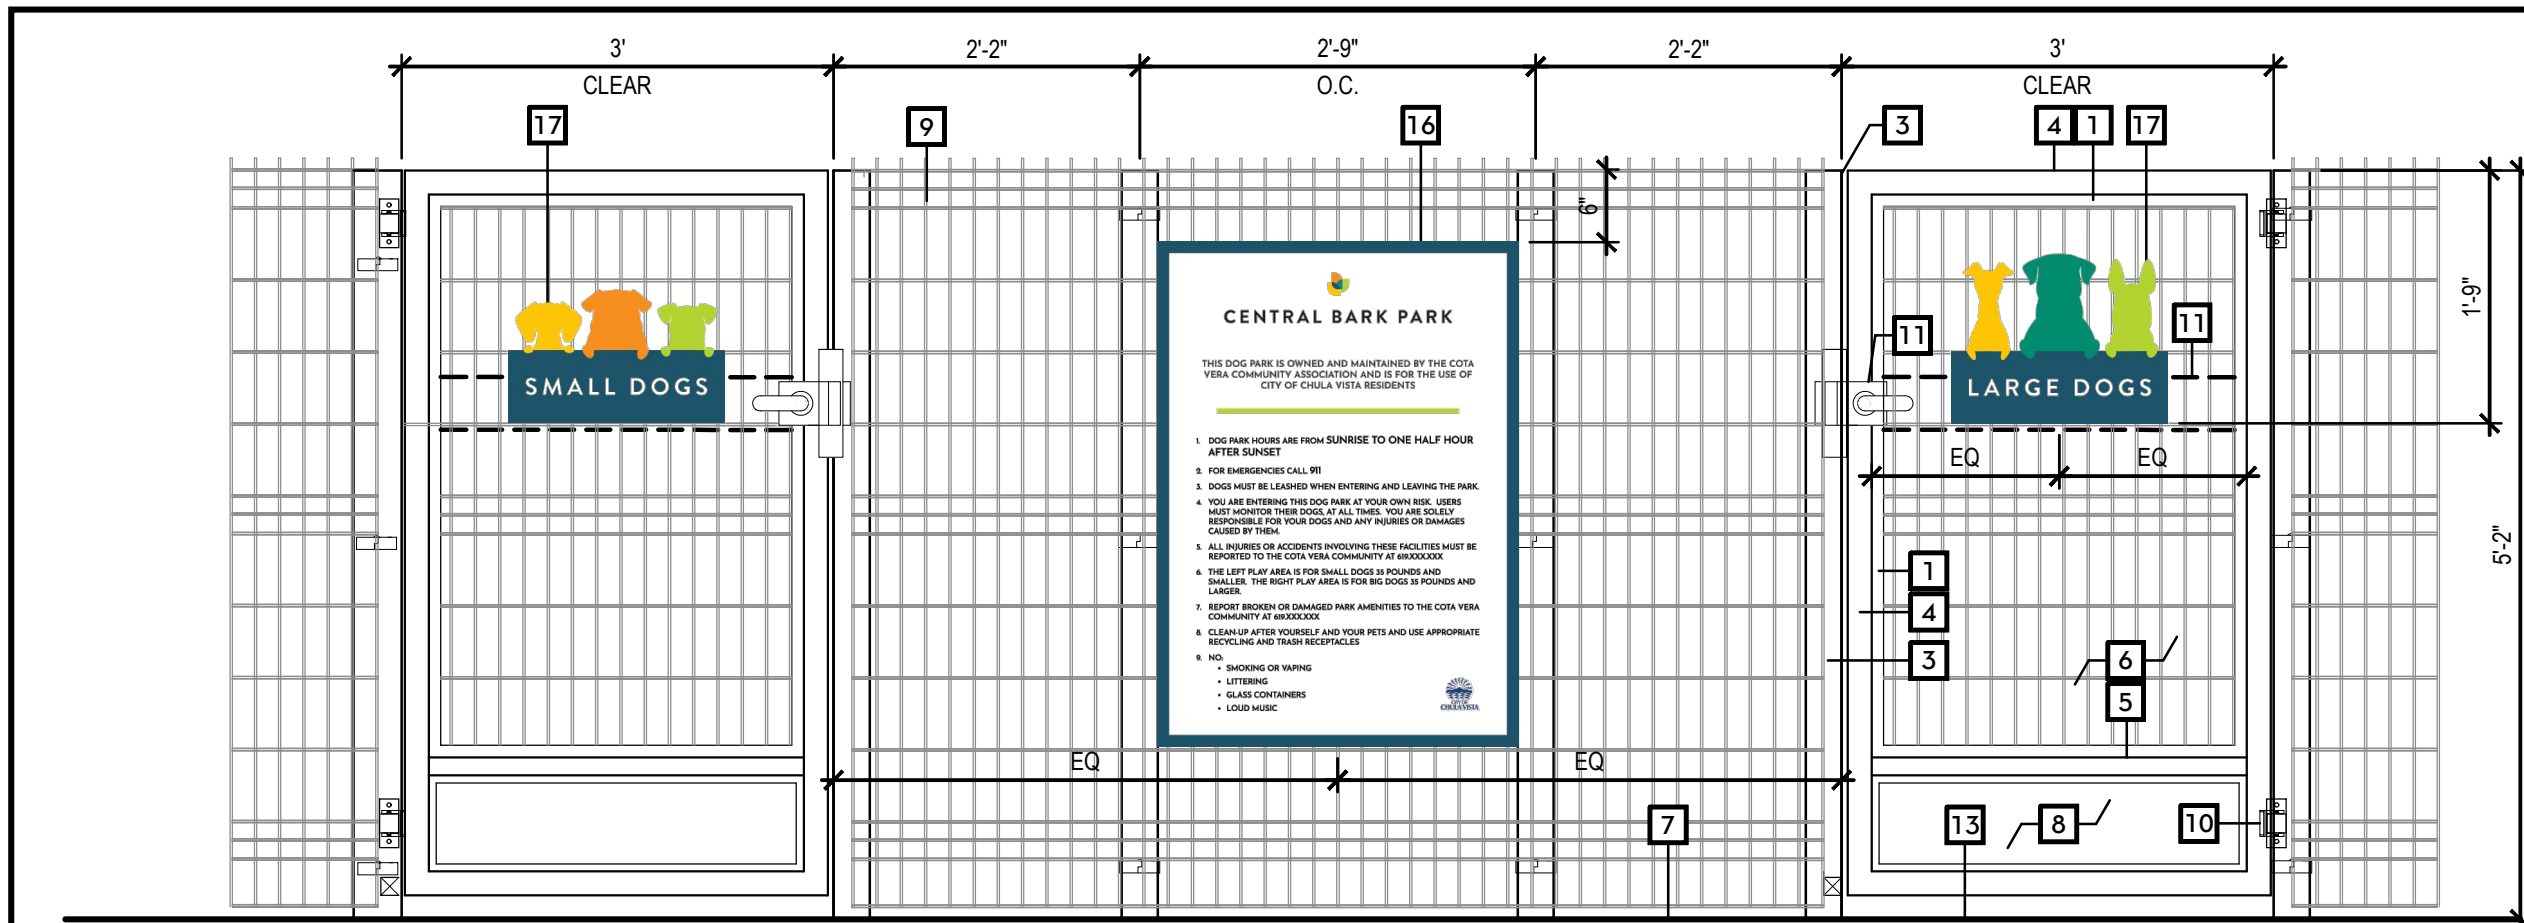 3' 2'-2" 2'-9" 2'-2" 3'
CLEAR O.C. CLEAR
17 9 16 3 4 1 17
6"
1'-9"
CENTRAL BARK PARK
THIS DOG PARK IS OWNED AND MAINTAINED BY THE COTA
VERA COMMUNITY ASSOCIATION AND IS FOR THE USE OF
CITY OF CHULA VISTA RESIDENTS
11 11
SMALL DOGS
LARGE DOGS
EQ EQ
1. DOG PARK HOURS ARE FROM SUNRISE TO ONE HALF HOUR
AFTER SUNSET
2. FOR EMERGENCIES CALL 911
3. DOGS MUST BE LEASHED WHEN ENTERING AND LEAVING THE PARK.
4. YOU ARE ENTERING THIS DOG PARK AT YOUR OWN RISK. USERS
MUST MONITOR THEIR DOGS, AT ALL TIMES. YOU ARE SOLELY
RESPONSIBLE FOR YOUR DOGS AND ANY INJURIES OR DAMAGES
CAUSED BY THEM.
5. ALL INJURIES OR ACCIDENTS INVOLVING THESE FACILITIES MUST BE
REPORTED TO THE COTA VERA COMMUNITY AT 619.XXX.XXX
6. THE LEFT PLAY AREA IS FOR SMALL DOGS 35 POUNDS AND
SMALLER. THE RIGHT PLAY AREA IS FOR BIG DOGS 35 POUNDS AND
LARGER.
7. REPORT BROKEN OR DAMAGED PARK AMENITIES TO THE COTA VERA
COMMUNITY AT 619.XXX.XXX
8. CLEAN-UP AFTER YOURSELF AND YOUR PETS AND USE APPROPRIATE
RECYCLING AND TRASH RECEPTACLES
9. NO:
• SMOKING OR VAPING
• LITTERING
• GLASS CONTAINERS
• LOUD MUSIC
CITY OF
CHULA VISTA
5'-2"
1
4
3
6
5
EQ EQ
7 13 8 10